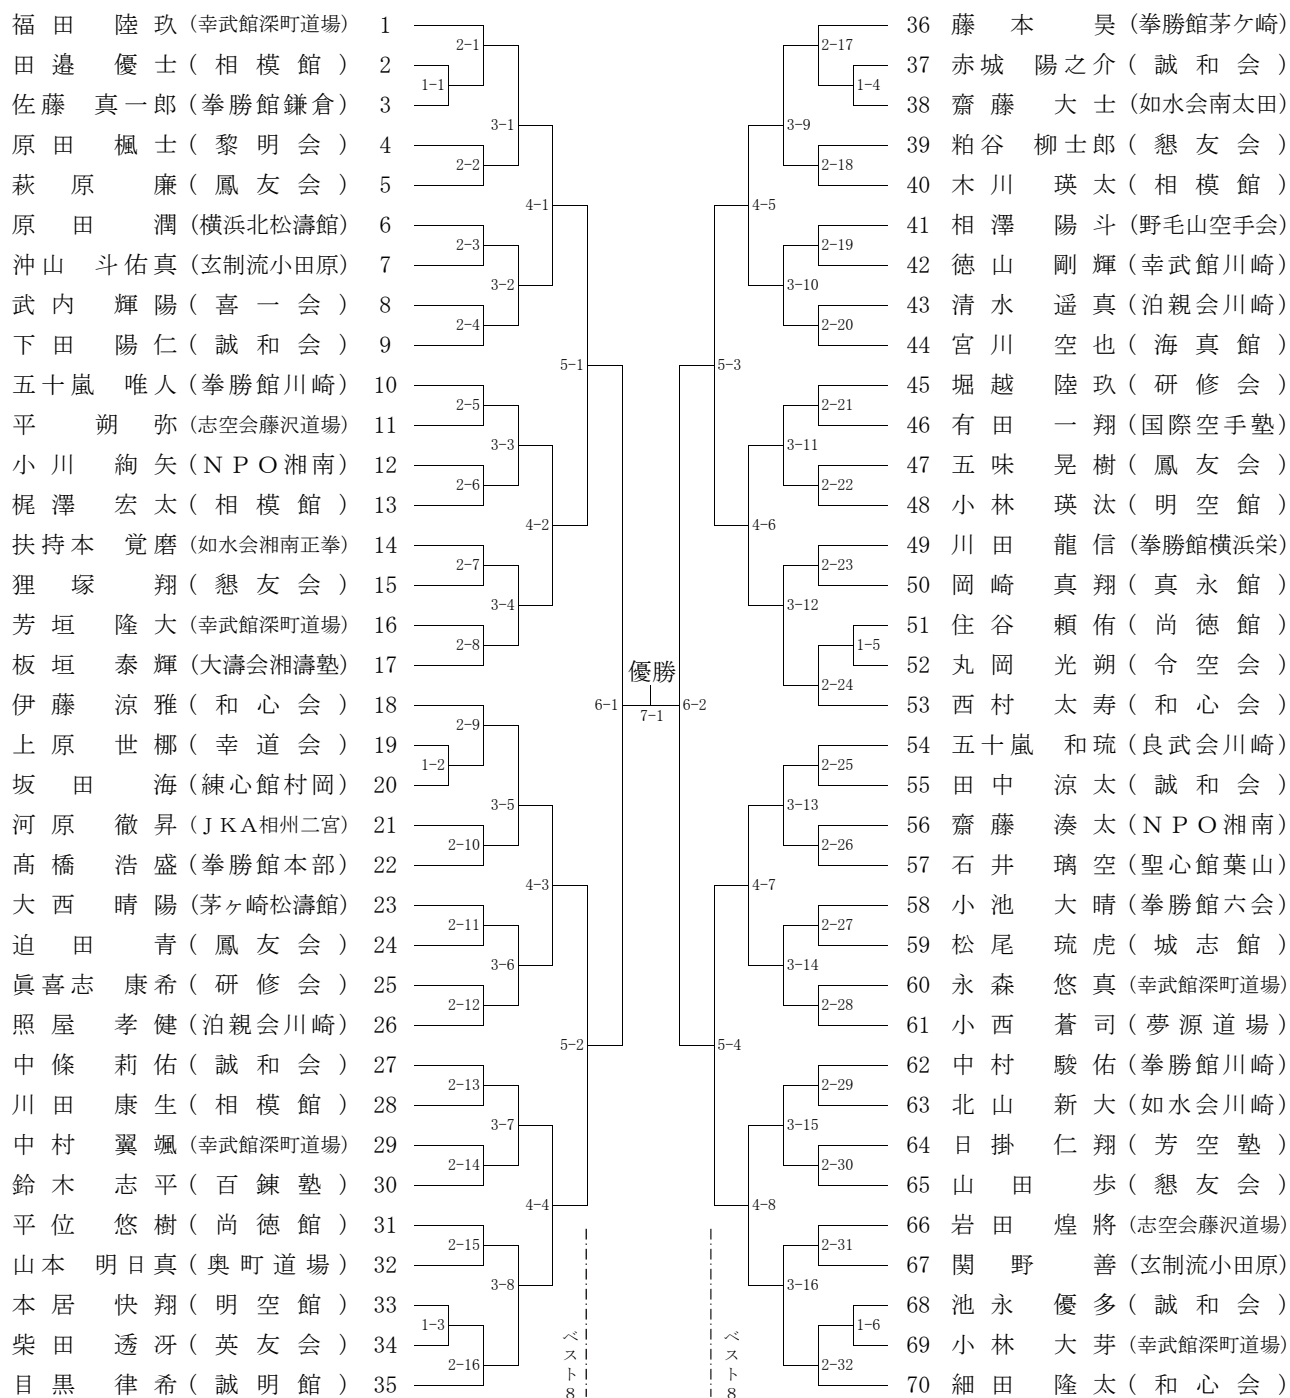 福田 陸玖 (幸武館深町道場) 1
田邉 優士 (相模館) 2
佐藤 真一郎 (拳勝館鎌倉) 3
原田 楓士 (黎明会) 4
萩原 廉 (鳳友会) 5
原田 潤 (横浜北松濤館) 6
沖山 斗佑真 (玄制流小田原) 7
武内 輝陽 (喜一会) 8
下田 陽仁 (誠和会) 9
五十嵐 唯人 (拳勝館川崎) 10
平 朔弥 (志空会藤沢道場) 11
小川 絢矢 (ＮＰＯ湘南) 12
梶澤 宏太 (相模館) 13
扶持本 覚磨 (如水会湘南正拳) 14
狸塚 翔 (懇友会) 15
芳垣 隆大 (幸武館深町道場) 16
板垣 泰輝 (大濤会湘濤塾) 17
伊藤 涼雅 (和心会) 18
上原 世梛 (幸道会) 19
坂田 海 (練心館村岡) 20
河原 徹昇 (ＪＫＡ相州二宮) 21
髙橋 浩盛 (拳勝館本部) 22
大西 晴陽 (茅ヶ崎松濤館) 23
迫田 青 (鳳友会) 24
眞喜志 康希 (研修会) 25
照屋 孝健 (泊親会川崎) 26
中條 莉佑 (誠和会) 27
川田 康生 (相模館) 28
中村 翼颯 (幸武館深町道場) 29
鈴木 志平 (百錬塾) 30
平位 悠樹 (尚徳館) 31
山本 明日真 (奥町道場) 32
本居 快翔 (明空館) 33
柴田 透冴 (英友会) 34
目黒 律希 (誠明館) 35
1-1
1-2
1-3
2-1
2-2
2-3
2-4
2-5
2-6
2-7
2-8
2-9
2-10
2-11
2-12
2-13
2-14
2-15
2-16
3-1
3-2
3-3
3-4
3-5
3-6
3-7
3-8
4-1
4-2
4-3
4-4
5-1
5-2
ベスト8
6-1
優勝
7-1
6-2
5-3
5-4
ベスト8
4-5
4-6
4-7
4-8
3-9
3-10
3-11
3-12
3-13
3-14
3-15
3-16
2-17
2-18
2-19
2-20
2-21
2-22
2-23
2-24
2-25
2-26
2-27
2-28
2-29
2-30
2-31
2-32
1-4
1-5
1-6
36 藤本 昊 (拳勝館茅ケ崎)
37 赤城 陽之介 (誠和会)
38 齋藤 大士 (如水会南太田)
39 粕谷 柳士郎 (懇友会)
40 木川 瑛太 (相模館)
41 相澤 陽斗 (野毛山空手会)
42 徳山 剛輝 (幸武館川崎)
43 清水 遥真 (泊親会川崎)
44 宮川 空也 (海真館)
45 堀越 陸玖 (研修会)
46 有田 一翔 (国際空手塾)
47 五味 晃樹 (鳳友会)
48 小林 瑛汰 (明空館)
49 川田 龍信 (拳勝館横浜栄)
50 岡崎 真翔 (真永館)
51 住谷 頼侑 (尚徳館)
52 丸岡 光朔 (令空会)
53 西村 太寿 (和心会)
54 五十嵐 和琉 (良武会川崎)
55 田中 涼太 (誠和会)
56 齋藤 湊太 (ＮＰＯ湘南)
57 石井 璃空 (聖心館葉山)
58 小池 大晴 (拳勝館六会)
59 松尾 琉虎 (城志館)
60 永森 悠真 (幸武館深町道場)
61 小西 蒼司 (夢源道場)
62 中村 駿佑 (拳勝館川崎)
63 北山 新大 (如水会川崎)
64 日掛 仁翔 (芳空塾)
65 山田 歩 (懇友会)
66 岩田 煌將 (志空会藤沢道場)
67 関野 善 (玄制流小田原)
68 池永 優多 (誠和会)
69 小林 大芽 (幸武館深町道場)
70 細田 隆太 (和心会)